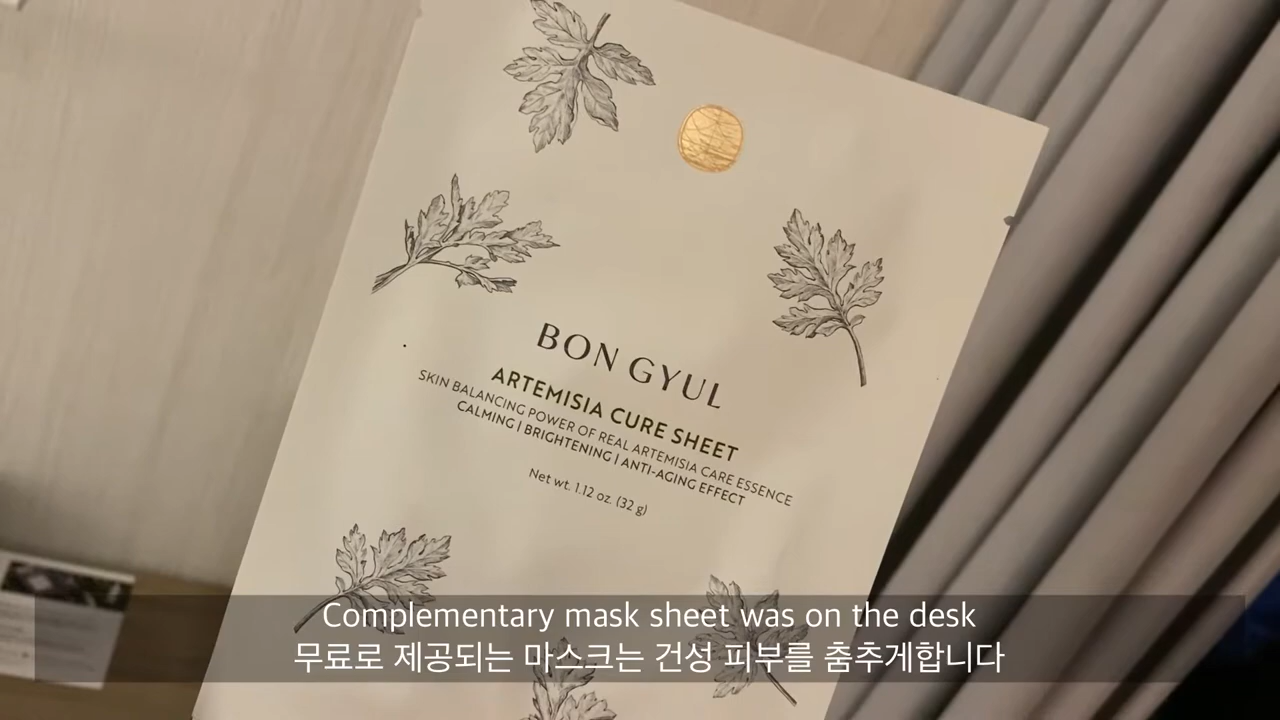 BON GYUL
ARTEMISIA CURE SHEET
SKIN BALANCING POWER OF REAL ARTEMISIA CARE ESSENCE
CALMING | BRIGHTENING | ANTI-AGING EFFECT
Net wt. 1.12 oz. (32 g)
Complementary mask sheet was on the desk
무료로 제공되는 마스크는 건성 피부를 춤추게합니다